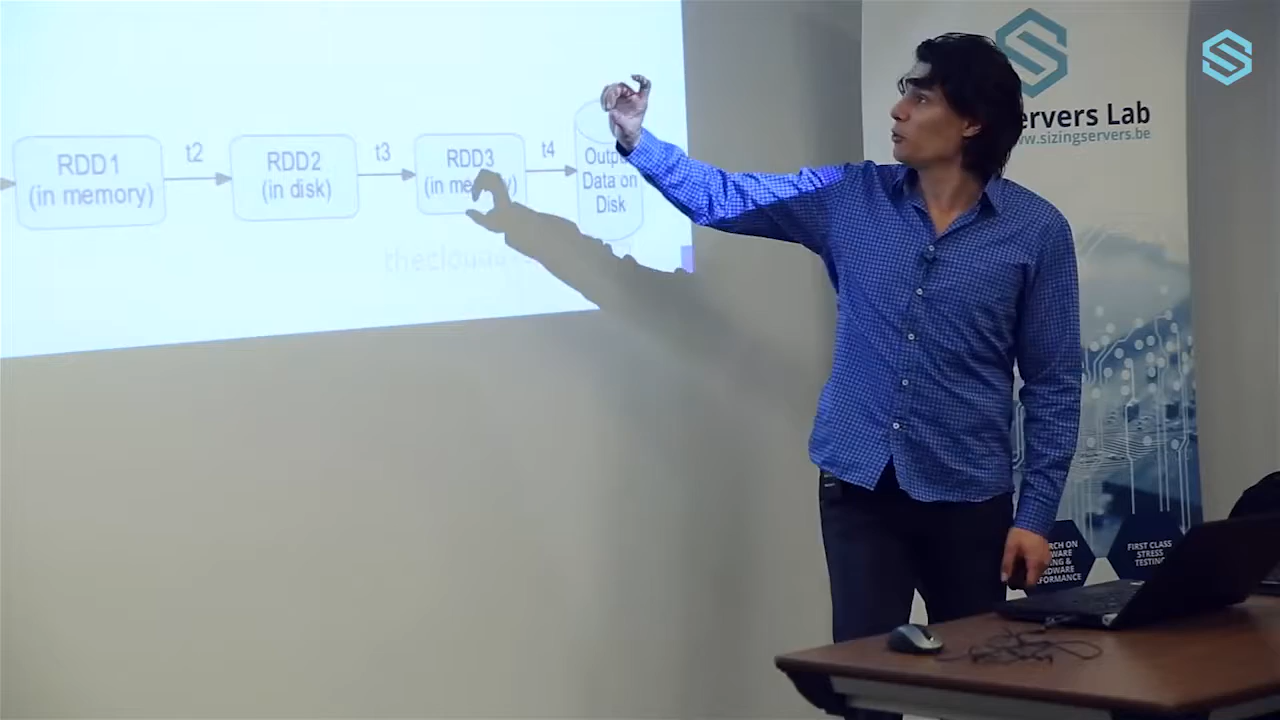 RDD1
(in memory)
t2
RDD2
(in disk)
t3
RDD3
t4
Data on
Disk
ervers Lab
www.sizingservers.be
FIRST CLASS
STRESS
TESTING